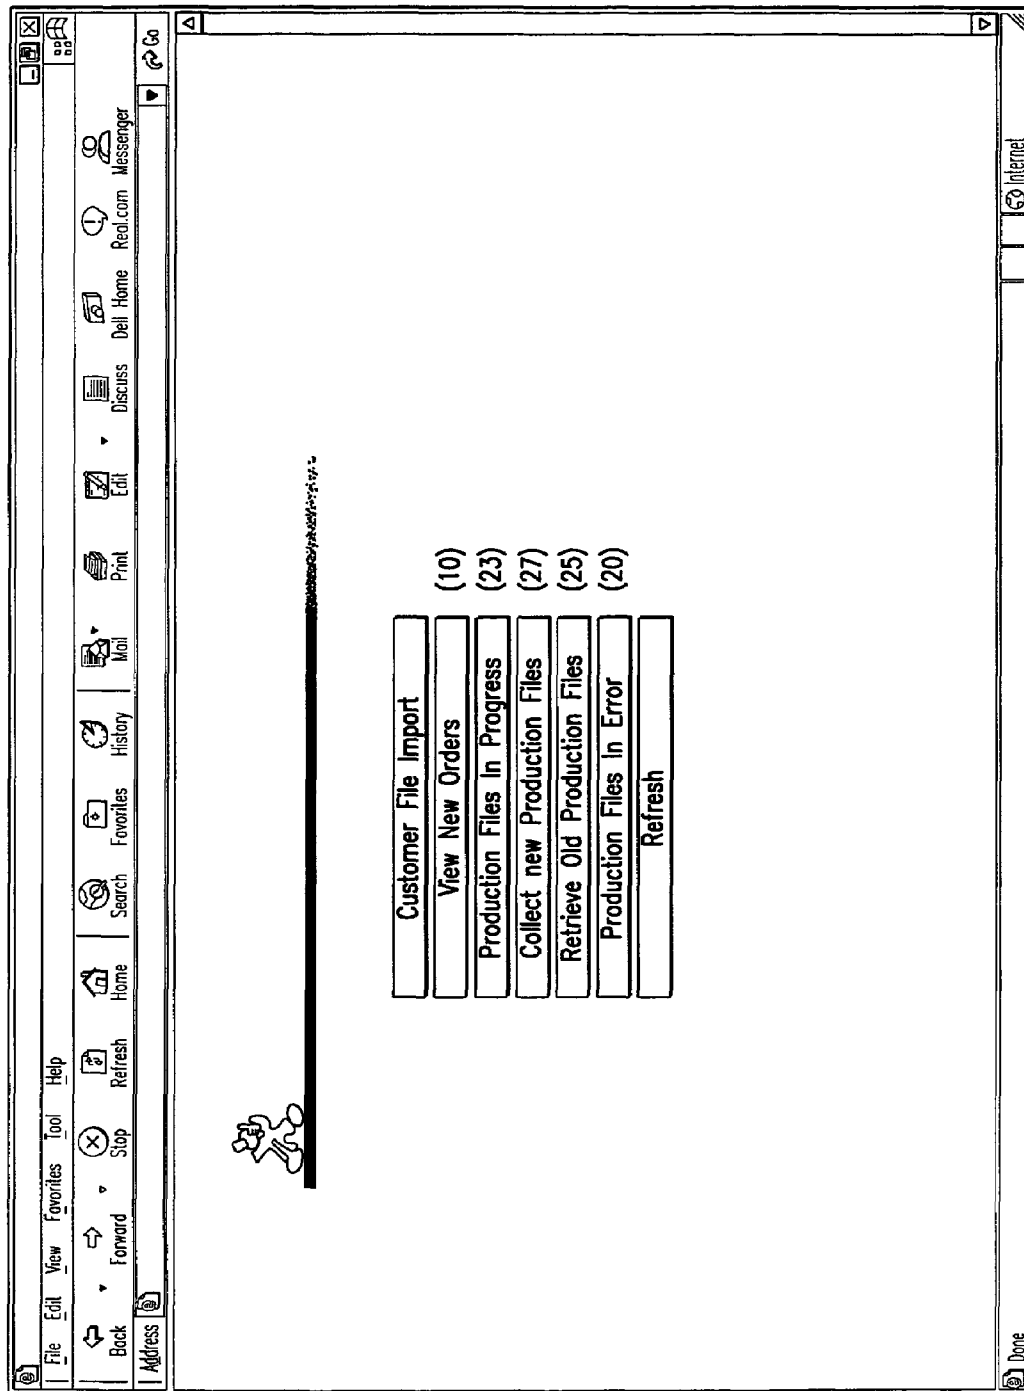 File Edit View Favorites Tool Help
Back Forward Stop Refresh Home Search Favorites History Mail Print Edit Discuss Dell Home Real.com Messenger
Address Go
Customer File Import
View New Orders (10)
Production Files In Progress (23)
Collect new Production Files (27)
Retrieve Old Production Files (25)
Production Files In Error (20)
Refresh
Done Internet